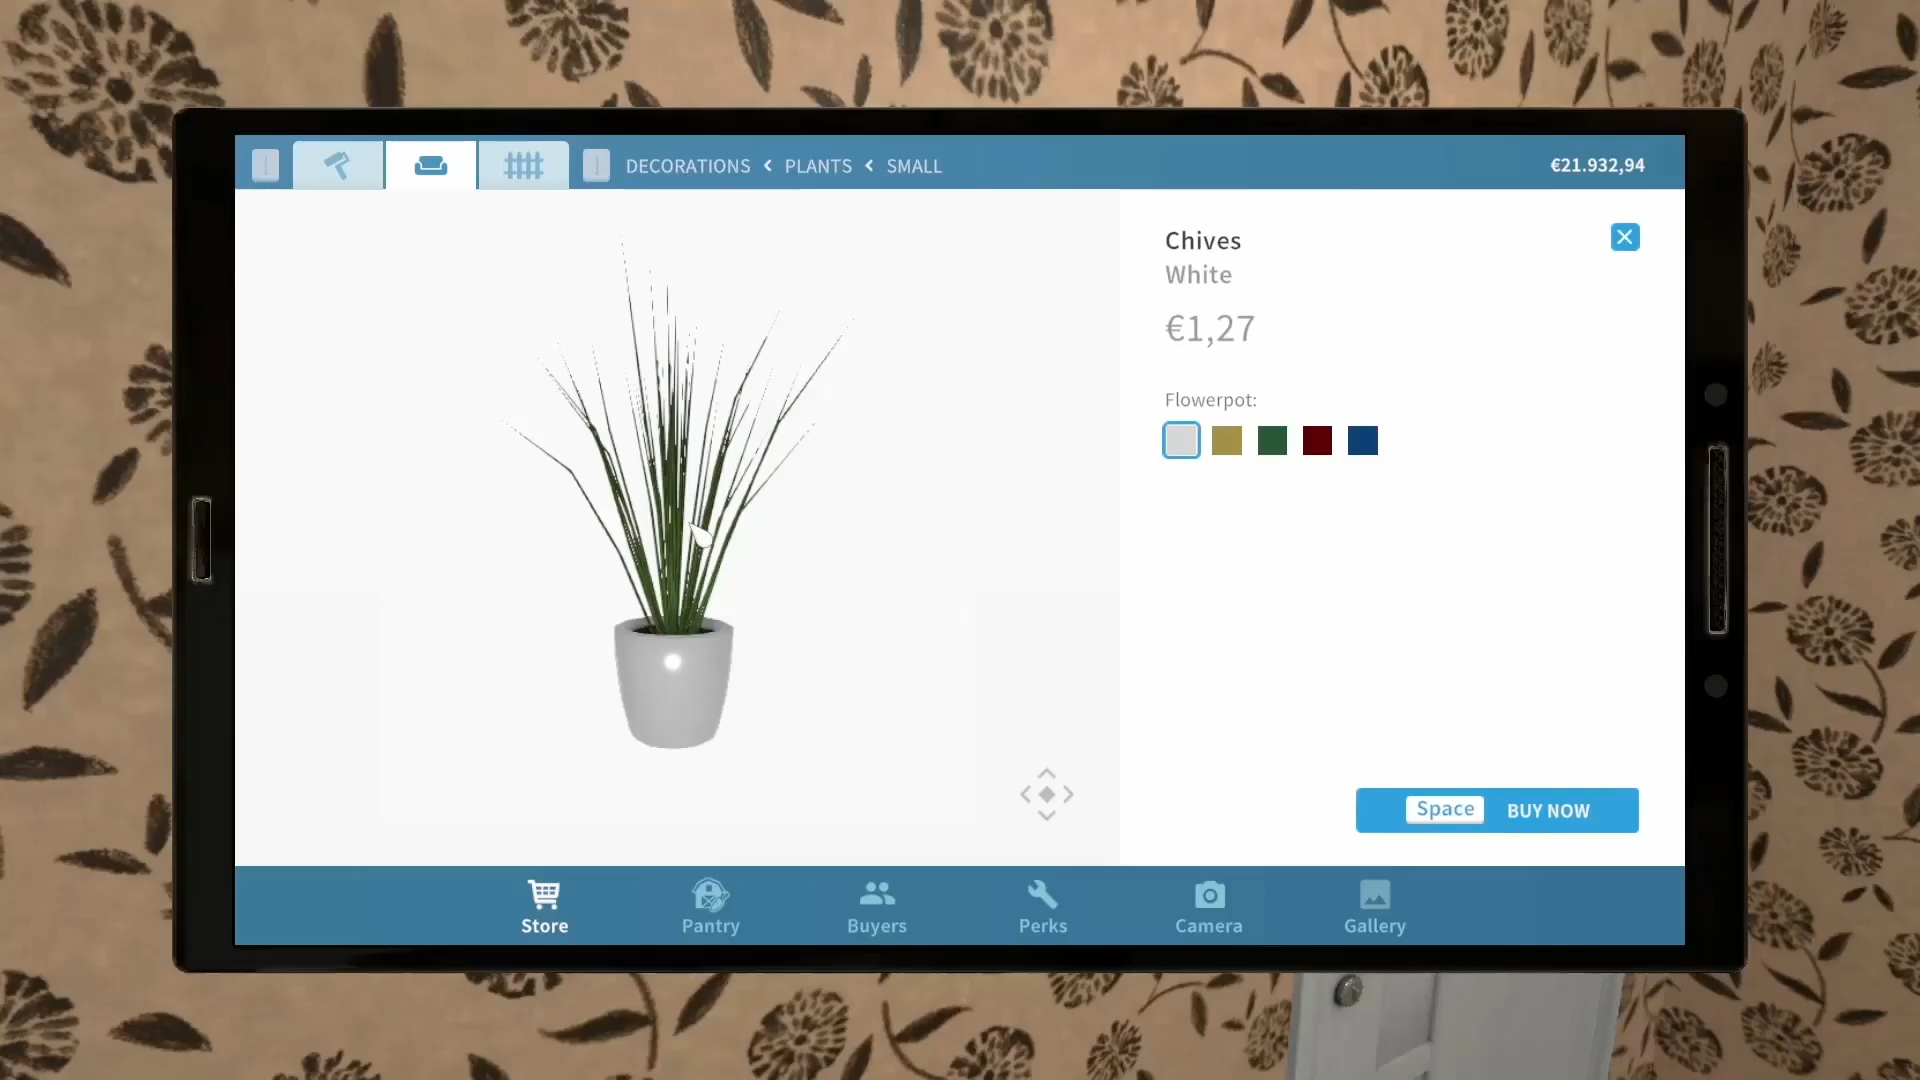 DECORATIONS < PLANTS < SMALL
€21.932,94
Chives
White
€1,27
Flowerpot:
Space BUY NOW
Store Pantry Buyers Perks Camera Gallery